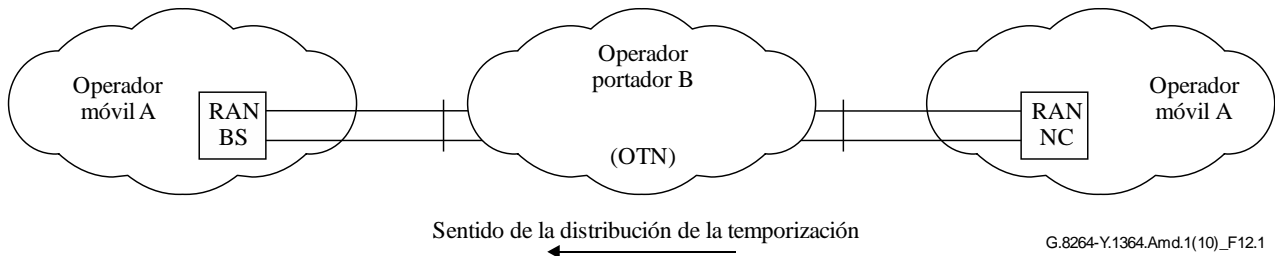 Operador
móvil A
RAN
BS
Operador
portador B
(OTN)
RAN
NC
Operador
móvil A
Sentido de la distribución de la temporización
G.8264-Y.1364.Amd.1(10)_F12.1